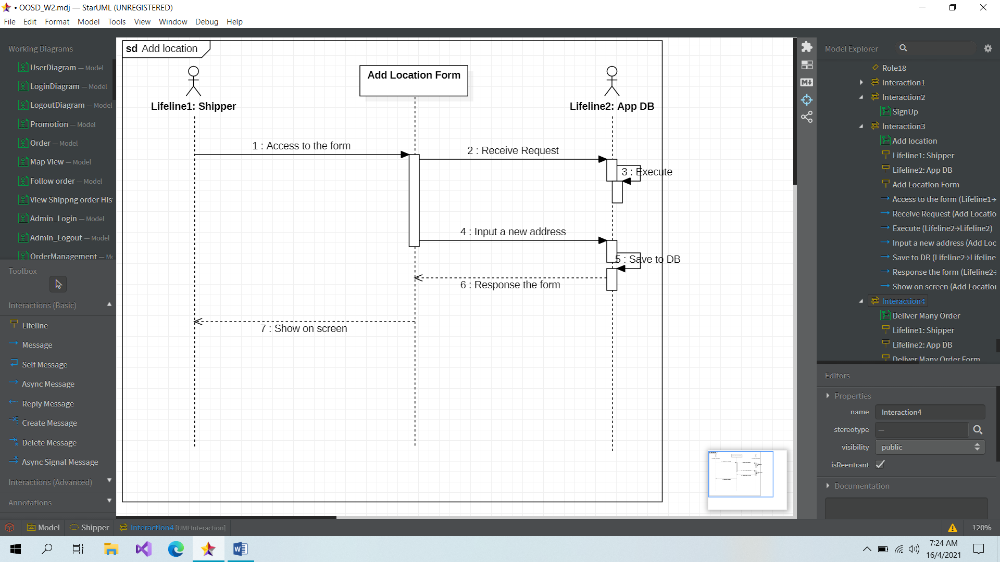 • OOSD_W2.mdj — StarUML (UNREGISTERED)
File Edit Format Model Tools View Window Debug Help
Working Diagrams
UserDiagram — Model
LoginDiagram — Model
LogoutDiagram — Model
Promotion — Model
Order — Model
Map View — Model
Follow order — Model
View Shippng order His
Admin_Login — Model
Admin_Logout — Model
OrderManagement — Mo
Toolbox
Interactions (Basic)
Lifeline
Message
Self Message
Async Message
Reply Message
Create Message
Delete Message
Async Signal Message
Interactions (Advanced)
Annotations
sd Add location
Add Location Form
Lifeline1: Shipper
Lifeline2: App DB
1 : Access to the form
2 : Receive Request
3 : Execute
4 : Input a new address
5 : Save to DB
6 : Response the form
7 : Show on screen
M
Model Explorer
Role18
Interaction1
Interaction2
SignUp
Interaction3
Add location
Lifeline1: Shipper
Lifeline2: App DB
Add Location Form
Access to the form (Lifeline1→
Receive Request (Add Locatio
Execute (Lifeline2→Lifeline2)
Input a new address (Add Loc
Save to DB (Lifeline2→Lifeline
Response the form (Lifeline2→
Show on screen (Add Location
Interaction4
Deliver Many Order
Lifeline1: Shipper
Lifeline2: App DB
Deliver Many Order Form
Editors
Properties
name Interaction4
stereotype —
visibility public
isReentrant
Documentation
Model Shipper Interaction4 [UMLInteraction]
120%
7:24 AM
16/4/2021